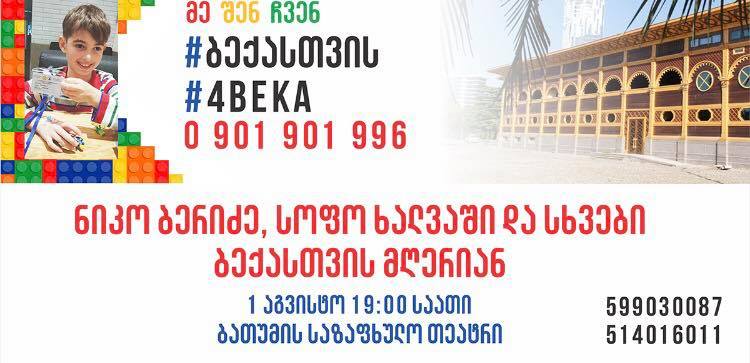 მე შენ ჩვენ
#ბექასთვის
#4BEKA
0 901 901 996
ნიკო ბერიძე, სოფო ხალვაში და სხვები
ბექასთვის მღერიან
1 აგვისტო 19:00 საათი
ბათუმის საზაფხულო თეატრი
599030087
514016011